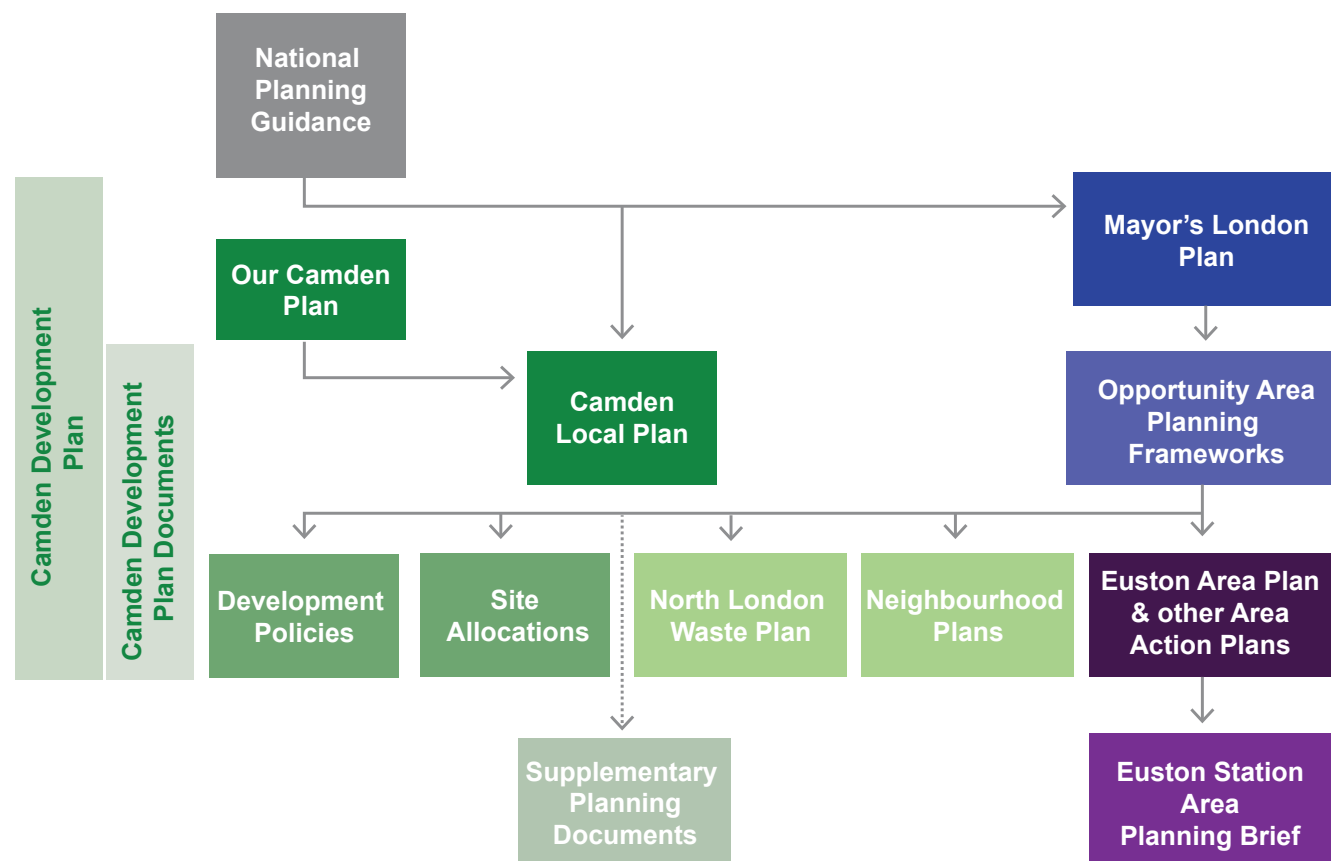 National
Planning
Guidance
Mayor's London
Plan
Our Camden
Plan
Camden Development
Plan
Camden Development
Plan Documents
Camden
Local Plan
Opportunity Area
Planning
Frameworks
Development
Policies
Site
Allocations
North London
Waste Plan
Neighbourhood
Plans
Euston Area Plan
& other Area
Action Plans
Supplementary
Planning
Documents
Euston Station
Area
Planning Brief